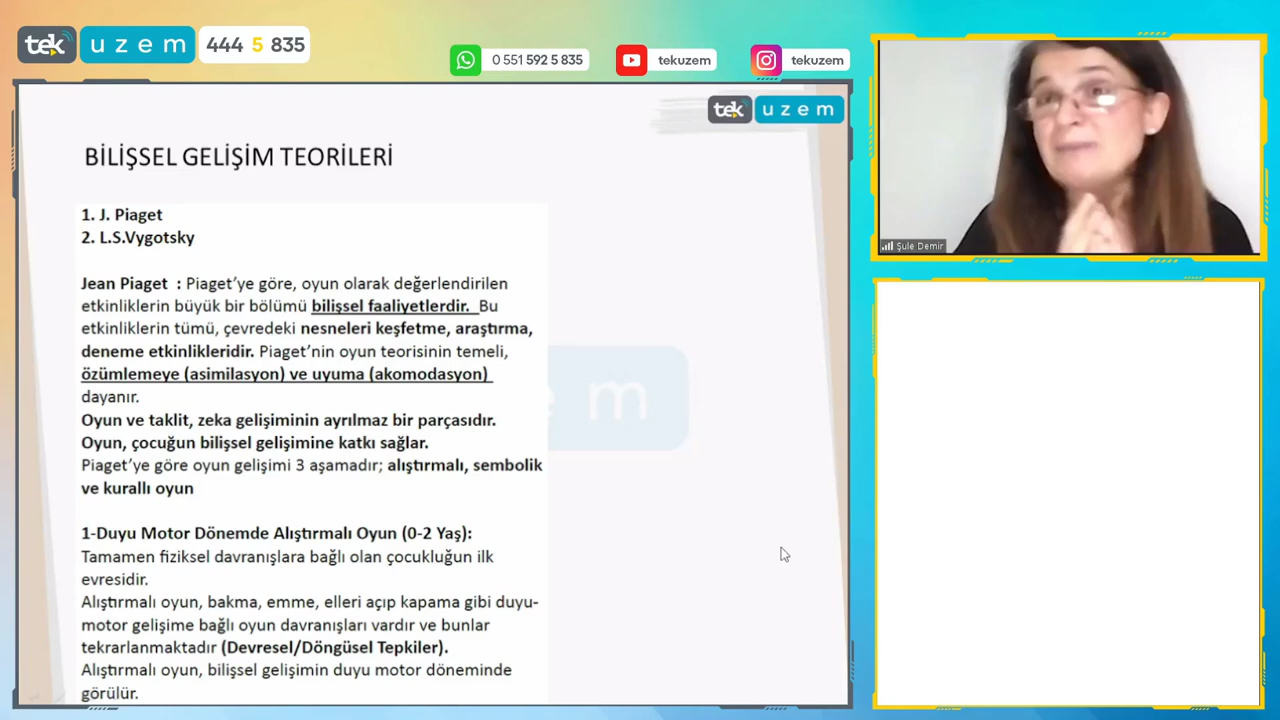 tek uzem 444 5 835
0 551 592 5 835
tekuzem
tekuzem
tek uzem
BİLİŞSEL GELİŞİM TEORİLERİ
1. J. Piaget
2. L.S.Vygotsky
Jean Piaget : Piaget’ye göre, oyun olarak değerlendirilen
etkinliklerin büyük bir bölümü bilişsel faaliyetlerdir. Bu
etkinliklerin tümü, çevredeki nesneleri keşfetme, araştırma,
deneme etkinlikleridir. Piaget’nin oyun teorisinin temeli,
özümlemeye (asimilasyon) ve uyuma (akomodasyon)
dayanır.
Oyun ve taklit, zeka gelişiminin ayrılmaz bir parçasıdır.
Oyun, çocuğun bilişsel gelişimine katkı sağlar.
Piaget’ye göre oyun gelişimi 3 aşamadır; alıştırmalı, sembolik
ve kurallı oyun
1-Duyu Motor Dönemde Alıştırmalı Oyun (0-2 Yaş):
Tamamen fiziksel davranışlara bağlı olan çocukluğun ilk
evresidir.
Alıştırmalı oyun, bakma, emme, elleri açıp kapama gibi duyu-
motor gelişime bağlı oyun davranışları vardır ve bunlar
tekrarlanmaktadır (Devresel/Döngüsel Tepkiler).
Alıştırmalı oyun, bilişsel gelişimin duyu motor döneminde
görülür.
e m
Şule Demir